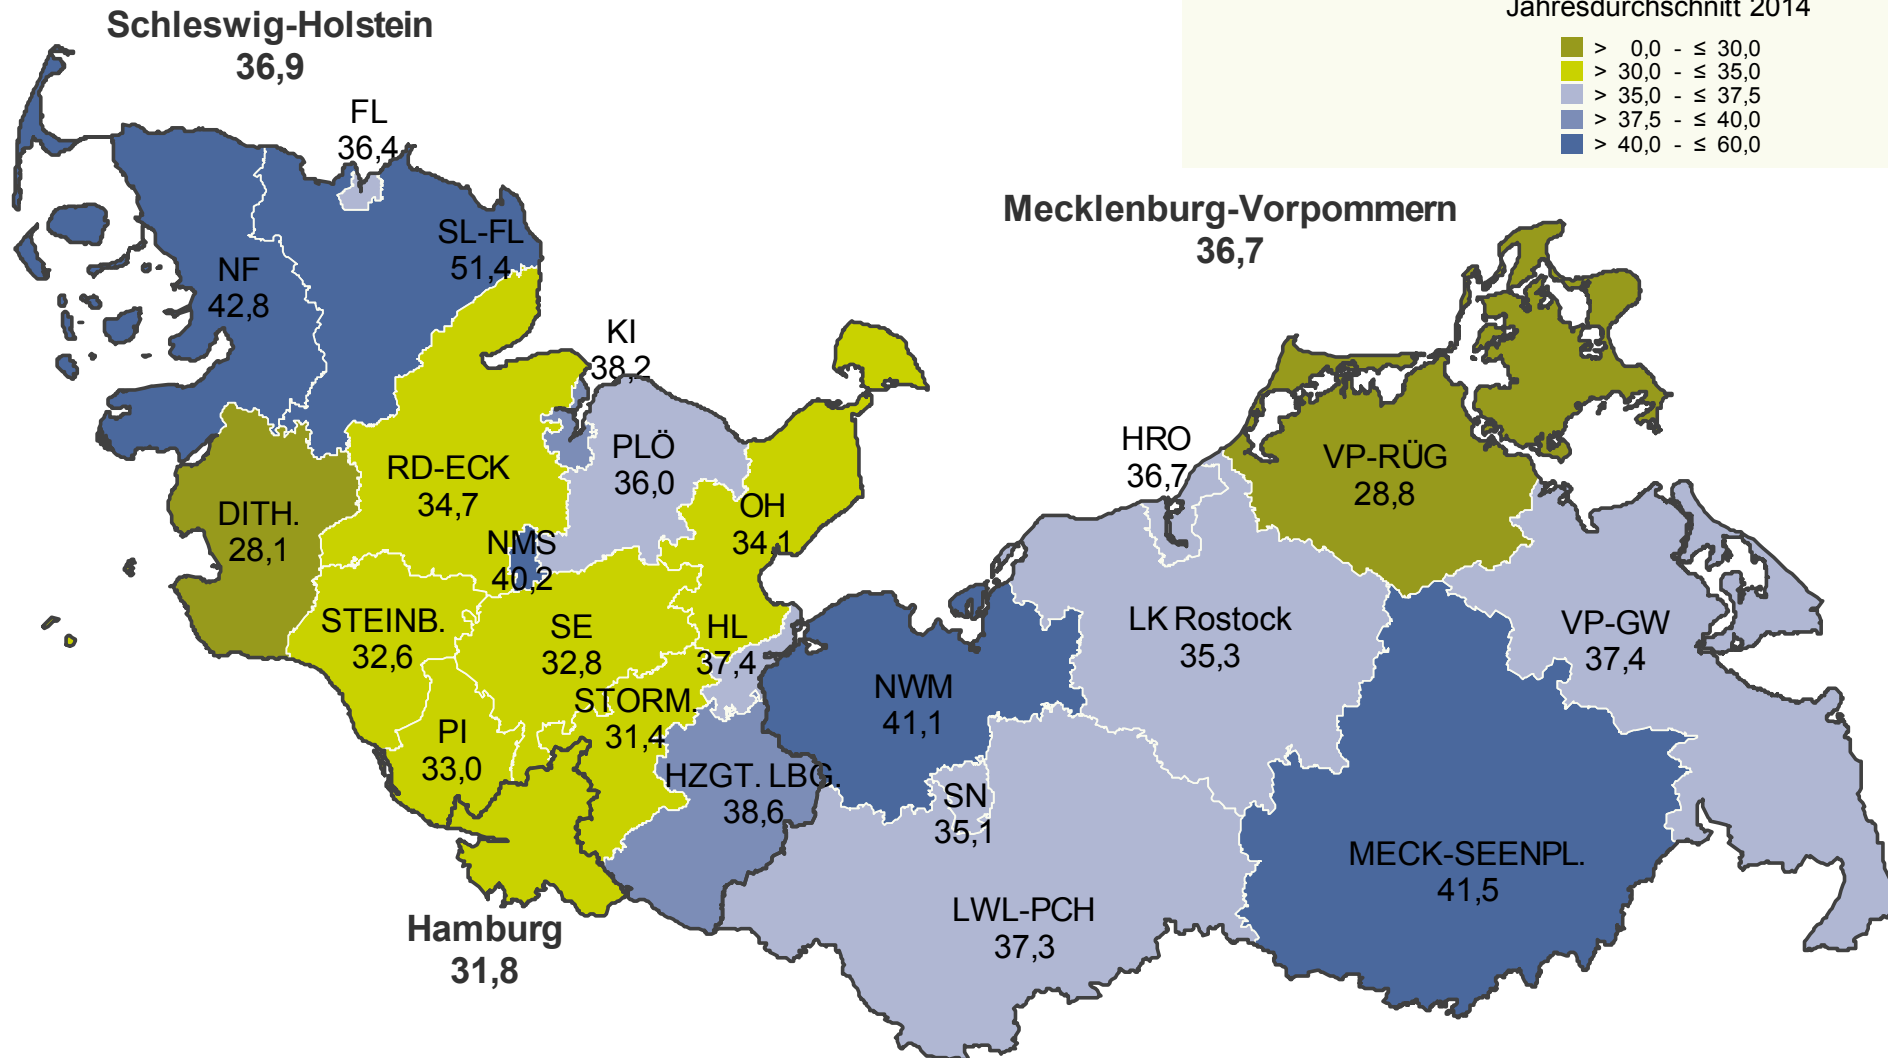 Schleswig-Holstein
36,9
Jahresdurchschnitt 2014
> 0,0 - ≤ 30,0
> 30,0 - ≤ 35,0
> 35,0 - ≤ 37,5
> 37,5 - ≤ 40,0
> 40,0 - ≤ 60,0
FL
36,4
Mecklenburg-Vorpommern
36,7
SL-FL
51,4
NF
42,8
KI
38,2
HRO
36,7
PLÖ
36,0
RD-ECK
34,7
VP-RÜG
28,8
OH
34,1
DITH.
28,1
NMS
40,2
STEINB.
32,6
SE
32,8
HL
37,4
LK Rostock
35,3
VP-GW
37,4
NWM
41,1
STORM.
31,4
PI
33,0
HZGT. LBG.
38,6
SN
35,1
MECK-SEENPL.
41,5
LWL-PCH
37,3
Hamburg
31,8